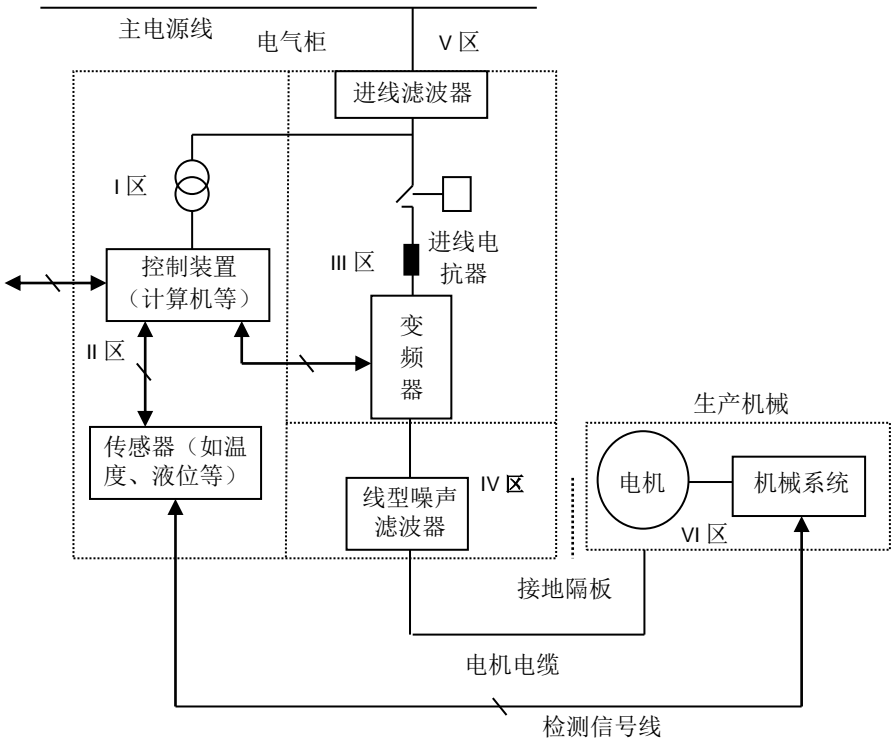 主电源线
电气柜
V 区
进线滤波器
I 区
控制装置
（计算机等）
III 区
进线电
抗器
变
频
器
II 区
生产机械
传感器（如温
度、液位等）
IV 区
线型噪声
滤波器
电机
机械系统
VI 区
接地隔板
电机电缆
检测信号线